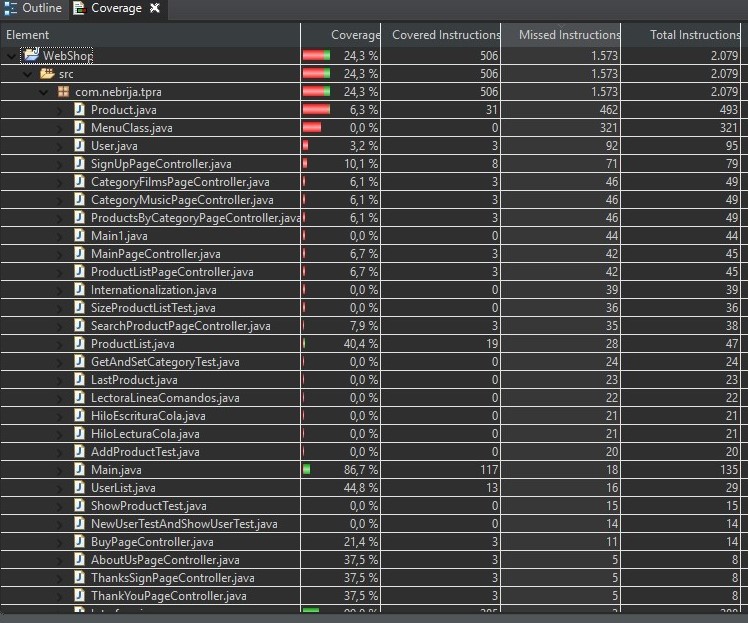 Outline Coverage
Element Coverage Covered Instructions Missed Instructions Total Instructions
WebShop 24,3 % 506 1.573 2.079
src 24,3 % 506 1.573 2.079
com.nebrija.tpra 24,3 % 506 1.573 2.079
Product.java 6,3 % 31 462 493
MenuClass.java 0,0 % 0 321 321
User.java 3,2 % 3 92 95
SignUpPageController.java 10,1 % 8 71 79
CategoryFilmsPageController.java 6,1 % 3 46 49
CategoryMusicPageController.java 6,1 % 3 46 49
ProductsByCategoryPageController.java 6,1 % 3 46 49
Main1.java 0,0 % 0 44 44
MainPageController.java 6,7 % 3 42 45
ProductListPageController.java 6,7 % 3 42 45
Internationalization.java 0,0 % 0 39 39
SizeProductListTest.java 0,0 % 0 36 36
SearchProductPageController.java 7,9 % 3 35 38
ProductList.java 40,4 % 19 28 47
GetAndSetCategoryTest.java 0,0 % 0 24 24
LastProduct.java 0,0 % 0 23 23
LectoraLineaComandos.java 0,0 % 0 22 22
HiloEscrituraCola.java 0,0 % 0 21 21
HiloLecturaCola.java 0,0 % 0 21 21
AddProductTest.java 0,0 % 0 20 20
Main.java 86,7 % 117 18 135
UserList.java 44,8 % 13 16 29
ShowProductTest.java 0,0 % 0 15 15
NewUserTestAndShowUserTest.java 0,0 % 0 14 14
BuyPageController.java 21,4 % 3 11 14
AboutUsPageController.java 37,5 % 3 5 8
ThanksSignPageController.java 37,5 % 3 5 8
ThankYouPageController.java 37,5 % 3 5 8